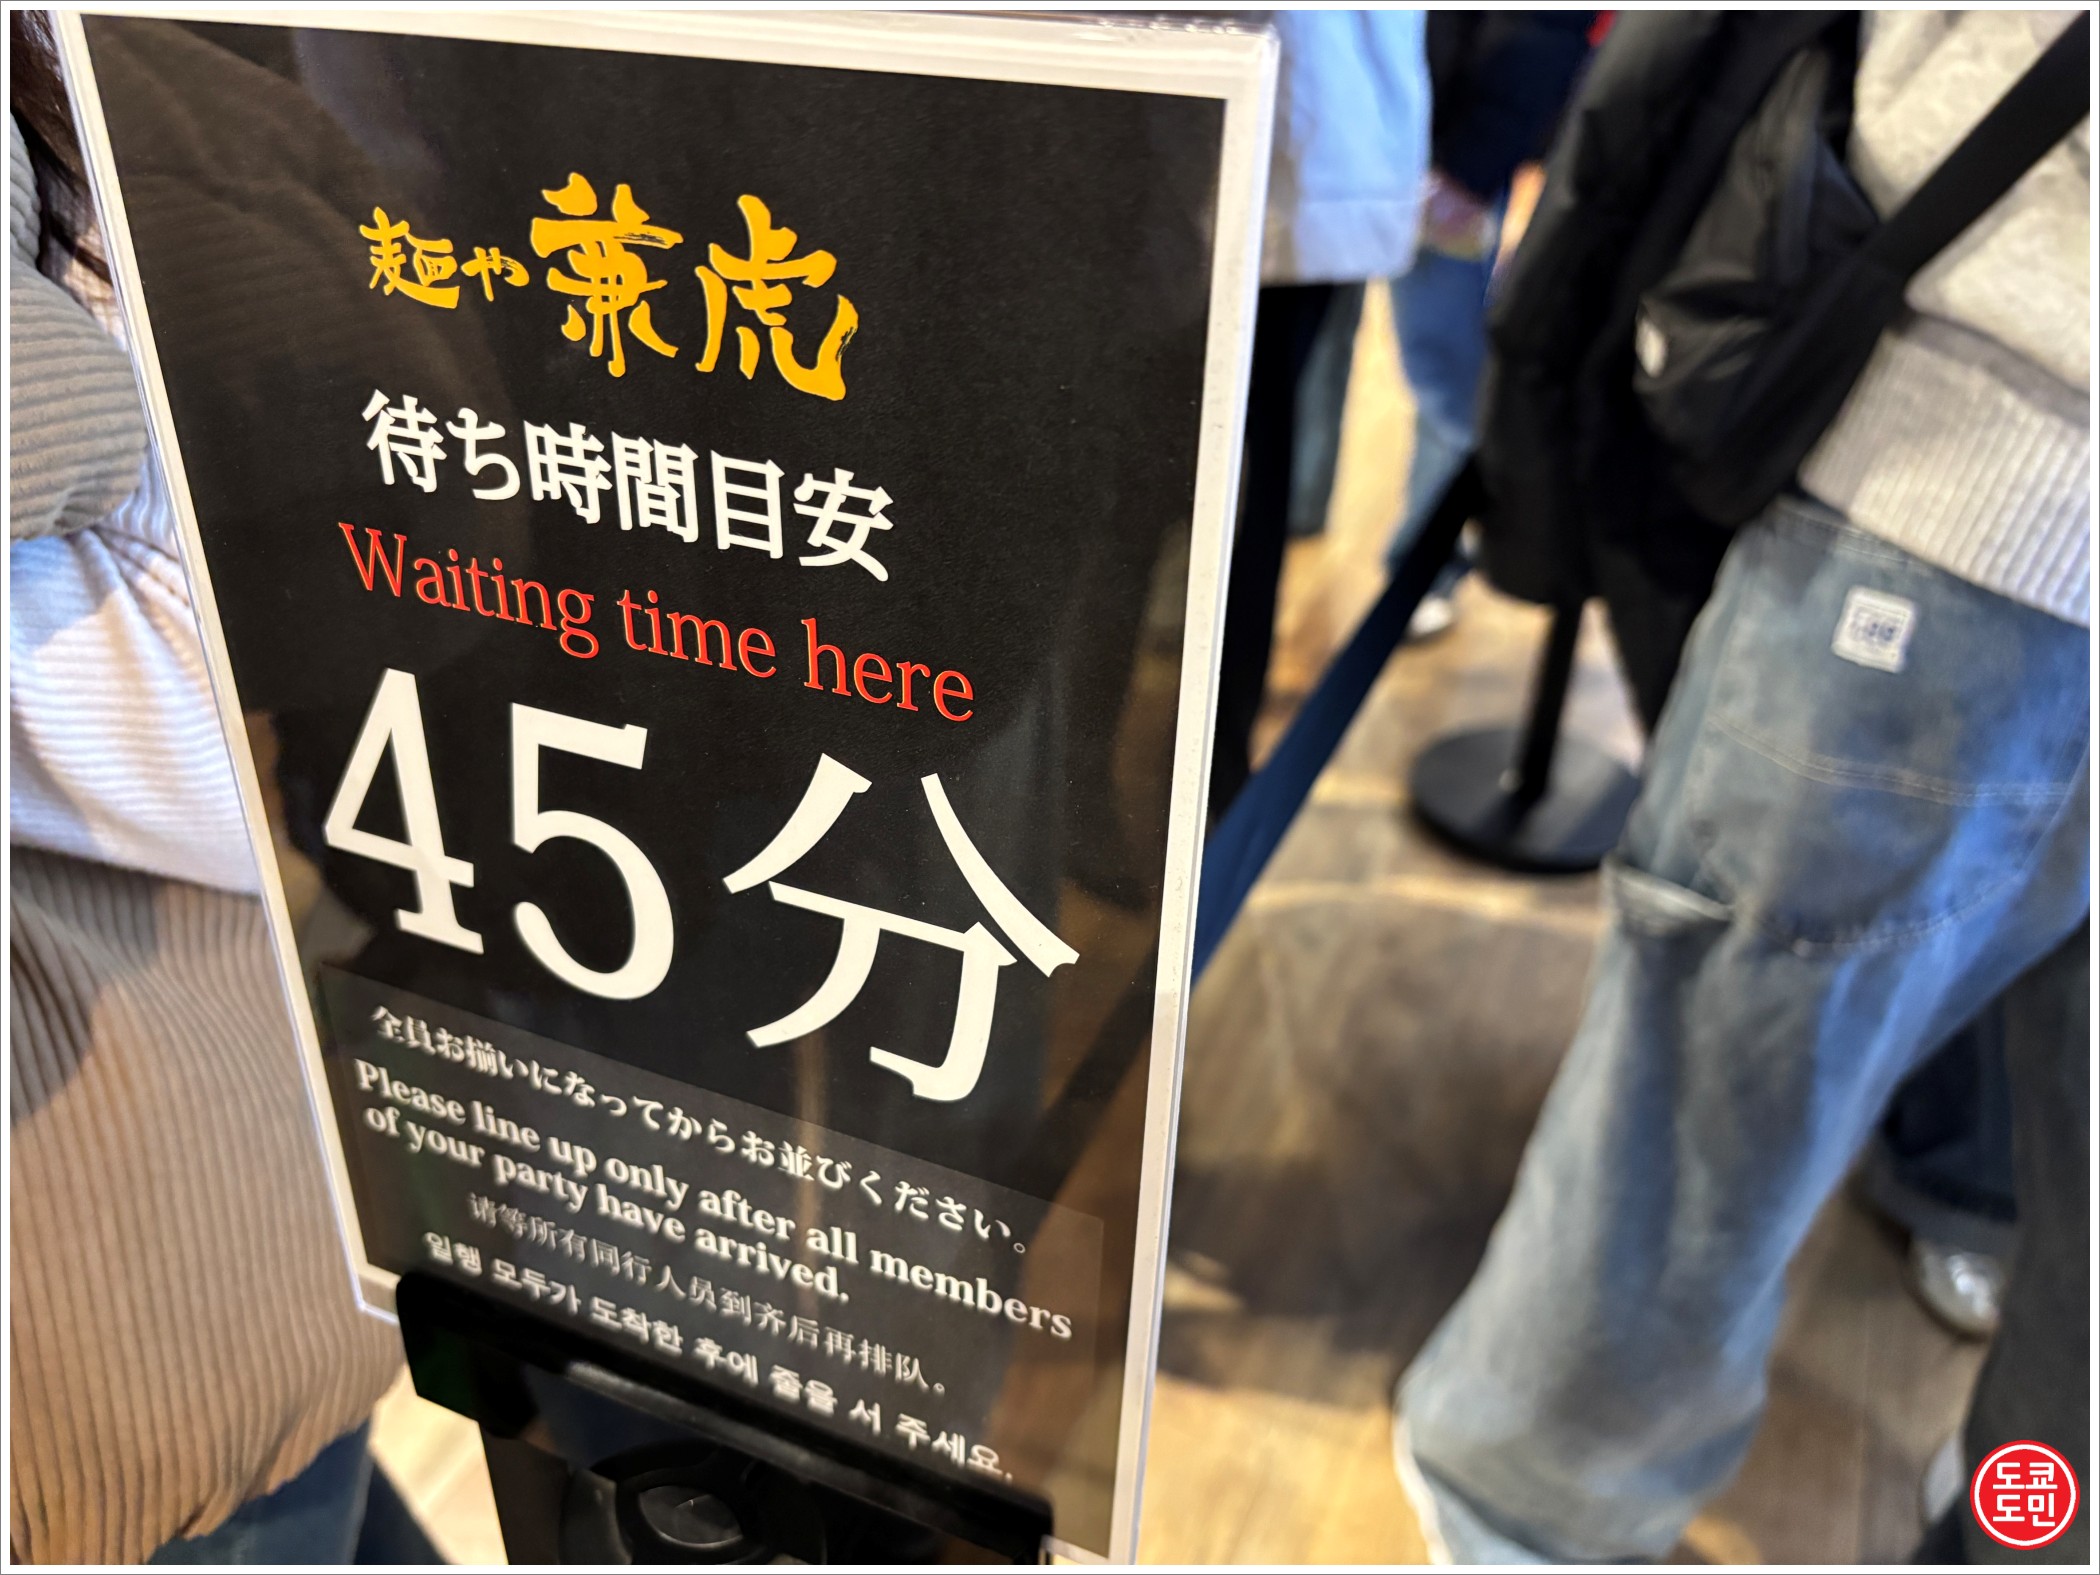 麺や兼虎
待ち時間目安
Waiting time here
45分
全員お揃いになってからお並びください。
Please line up only after all members
of your party have arrived.
请等所有同行人员到齐后再排队。
일행 모두가 도착한 후에 줄을 서 주세요.
도쿄
도민